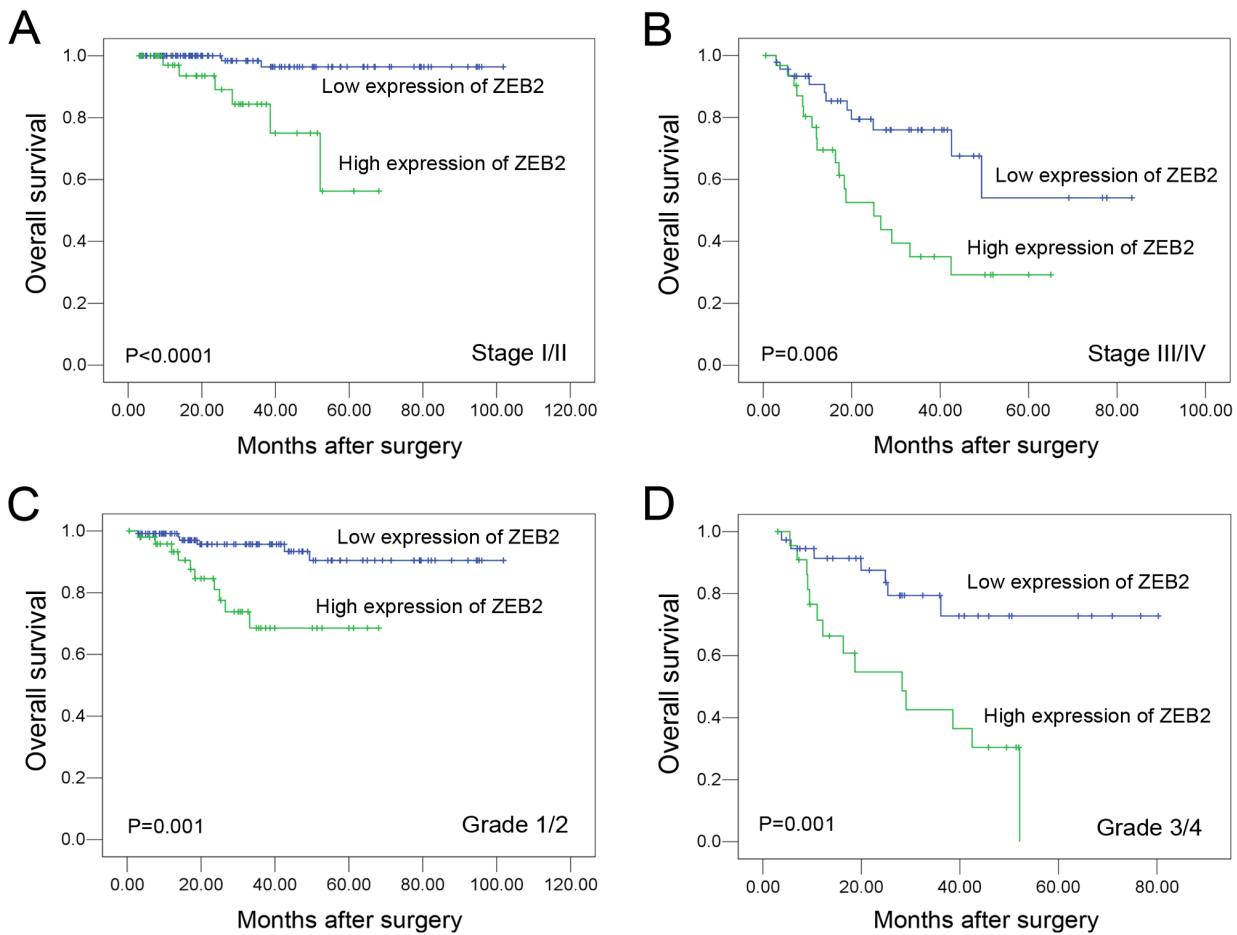 A
Overall survival
1.0
0.8
0.6
0.4
0.2
0.0
Low expression of ZEB2
High expression of ZEB2
P<0.0001
Stage I/II
0.00 20.00 40.00 60.00 80.00 100.00 120.00
Months after surgery
B
Overall survival
1.0
0.8
0.6
0.4
0.2
0.0
Low expression of ZEB2
High expression of ZEB2
P=0.006
Stage III/IV
0.00 20.00 40.00 60.00 80.00 100.00
Months after surgery
C
Overall survival
1.0
0.8
0.6
0.4
0.2
0.0
Low expression of ZEB2
High expression of ZEB2
P=0.001
Grade 1/2
0.00 20.00 40.00 60.00 80.00 100.00 120.00
Months after surgery
D
Overall survival
1.0
0.8
0.6
0.4
0.2
0.0
Low expression of ZEB2
High expression of ZEB2
P=0.001
Grade 3/4
0.00 20.00 40.00 60.00 80.00
Months after surgery